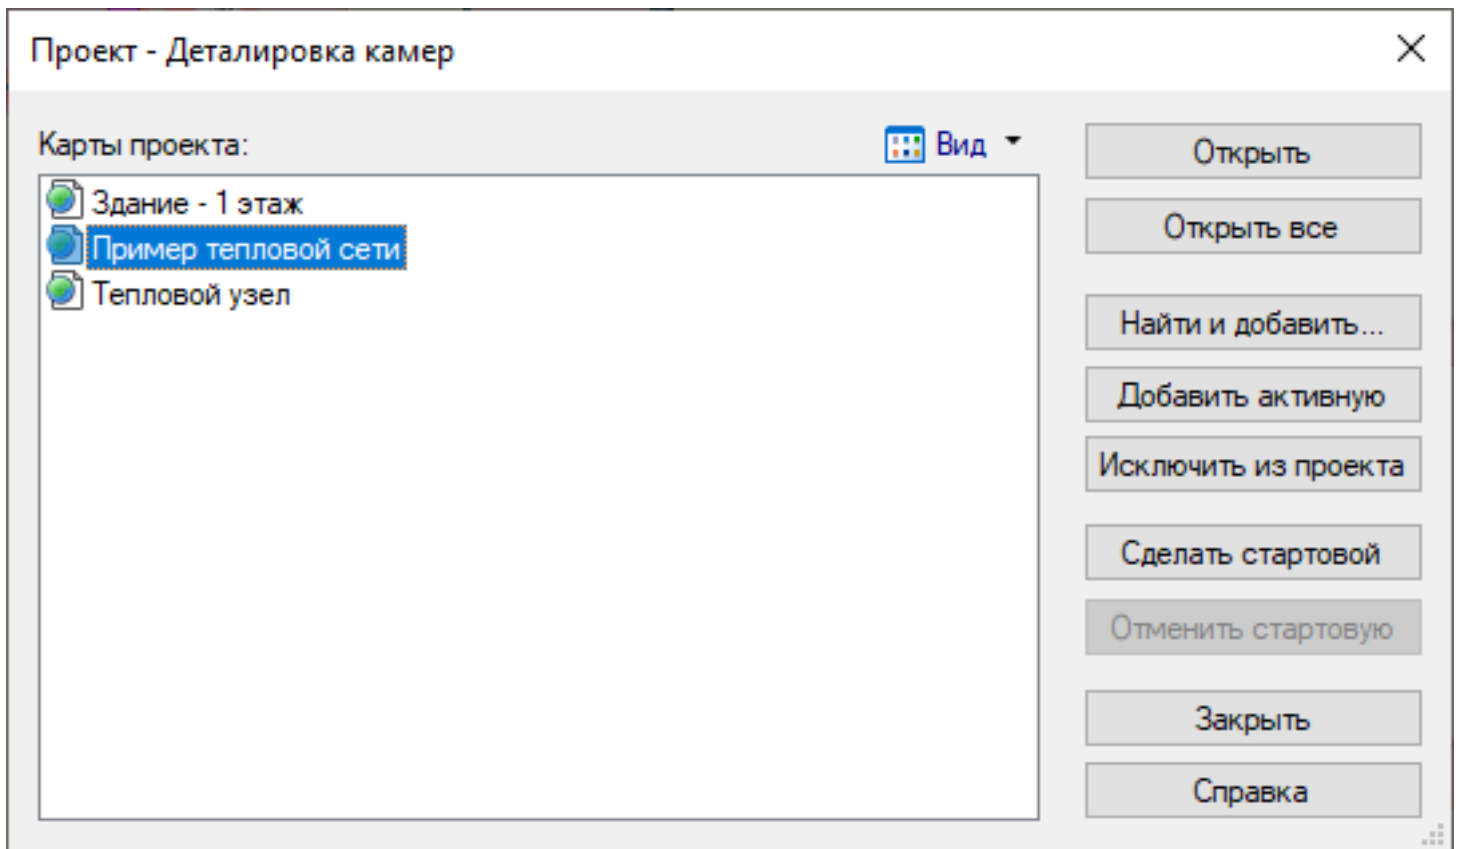 Проект - Деталировка камер
Карты проекта:
Вид
Здание - 1 этаж
Пример тепловой сети
Тепловой узел
Открыть
Открыть все
Найти и добавить...
Добавить активную
Исключить из проекта
Сделать стартовой
Отменить стартовую
Закрыть
Справка